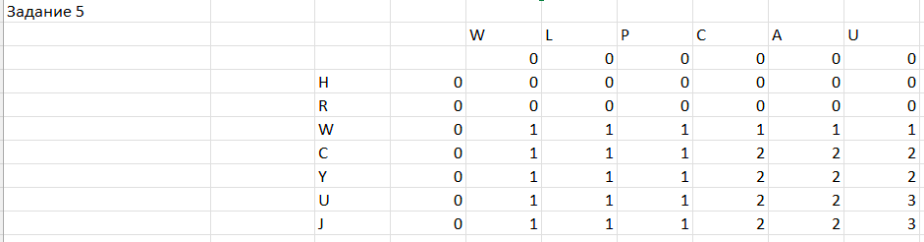 Задание 5
W L P C A U
0 0 0 0 0 0
H 0 0 0 0 0 0 0
R 0 0 0 0 0 0 0
W 0 1 1 1 1 1 1
C 0 1 1 1 2 2 2
Y 0 1 1 1 2 2 2
U 0 1 1 1 2 2 3
J 0 1 1 1 2 2 3